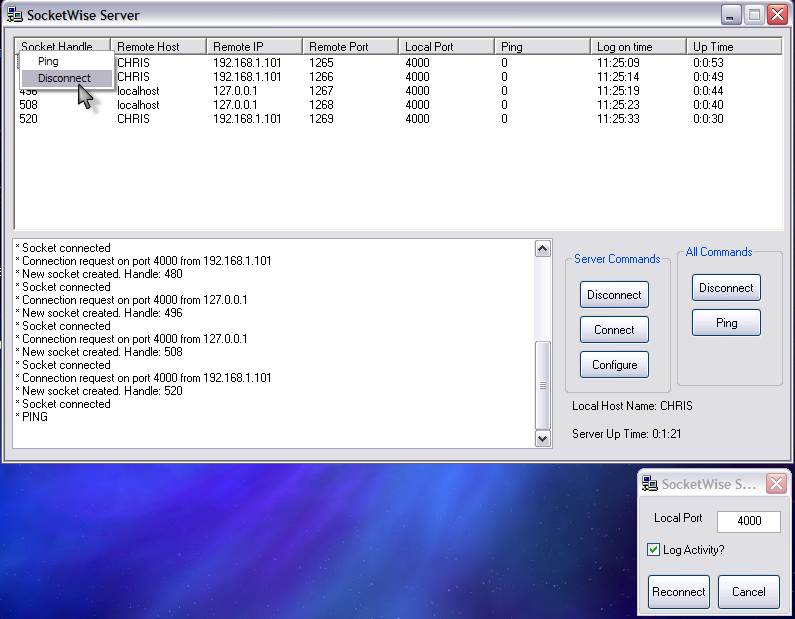 SocketWise Server
Socket Handle Remote Host Remote IP Remote Port Local Port Ping Log on time Up Time
Ping
Disconnect
CHRIS 192.168.1.101 1265 4000 0 11:25:09 0:0:53
CHRIS 192.168.1.101 1266 4000 0 11:25:14 0:0:49
496 localhost 127.0.0.1 1267 4000 0 11:25:19 0:0:44
508 localhost 127.0.0.1 1268 4000 0 11:25:23 0:0:40
520 CHRIS 192.168.1.101 1269 4000 0 11:25:33 0:0:30
* Socket connected
* Connection request on port 4000 from 192.168.1.101
* New socket created. Handle: 480
* Socket connected
* Connection request on port 4000 from 127.0.0.1
* New socket created. Handle: 496
* Socket connected
* Connection request on port 4000 from 127.0.0.1
* New socket created. Handle: 508
* Socket connected
* Connection request on port 4000 from 192.168.1.101
* New socket created. Handle: 520
* Socket connected
* PING
Server Commands
Disconnect
Connect
Configure
All Commands
Disconnect
Ping
Local Host Name: CHRIS
Server Up Time: 0:1:21
SocketWise S...
Local Port 4000
Log Activity?
Reconnect Cancel